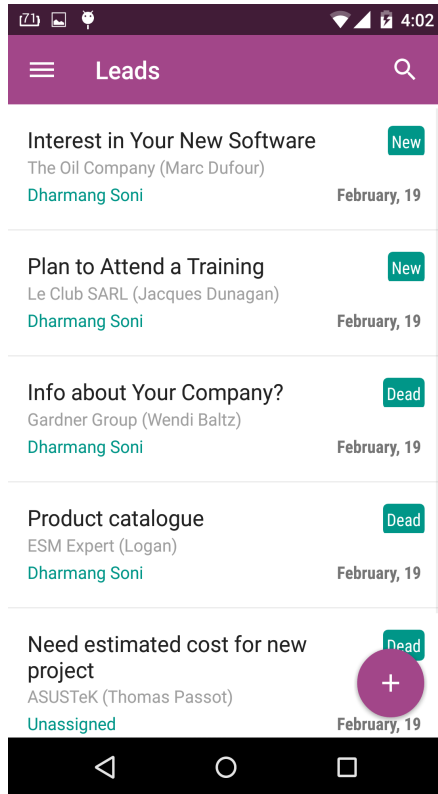 71 4:02
Leads
Interest in Your New Software New
The Oil Company (Marc Dufour)
Dharmang Soni February, 19
Plan to Attend a Training New
Le Club SARL (Jacques Dunagan)
Dharmang Soni February, 19
Info about Your Company? Dead
Gardner Group (Wendi Baltz)
Dharmang Soni February, 19
Product catalogue Dead
ESM Expert (Logan)
Dharmang Soni February, 19
Need estimated cost for new Dead
project
ASUSTeK (Thomas Passot)
Unassigned February, 19